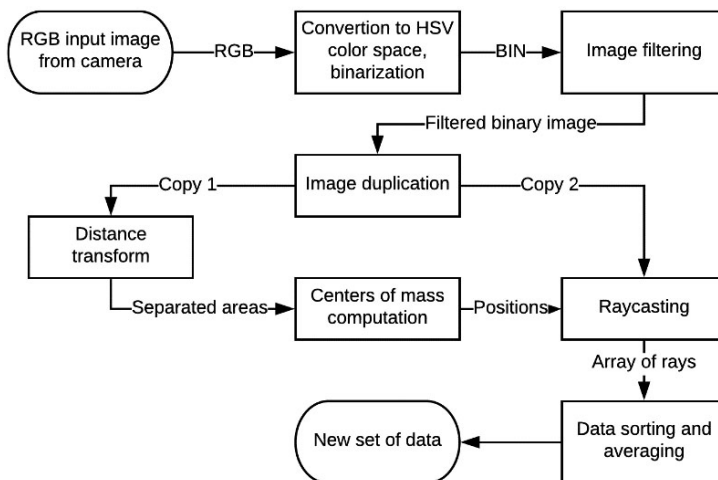 RGB input image
from camera
RGB
Convertion to HSV
color space,
binarization
BIN
Image filtering
Filtered binary image
Copy 1
Image duplication
Copy 2
Distance
transform
Separated areas
Centers of mass
computation
Positions
Raycasting
Array of rays
New set of data
Data sorting and
averaging